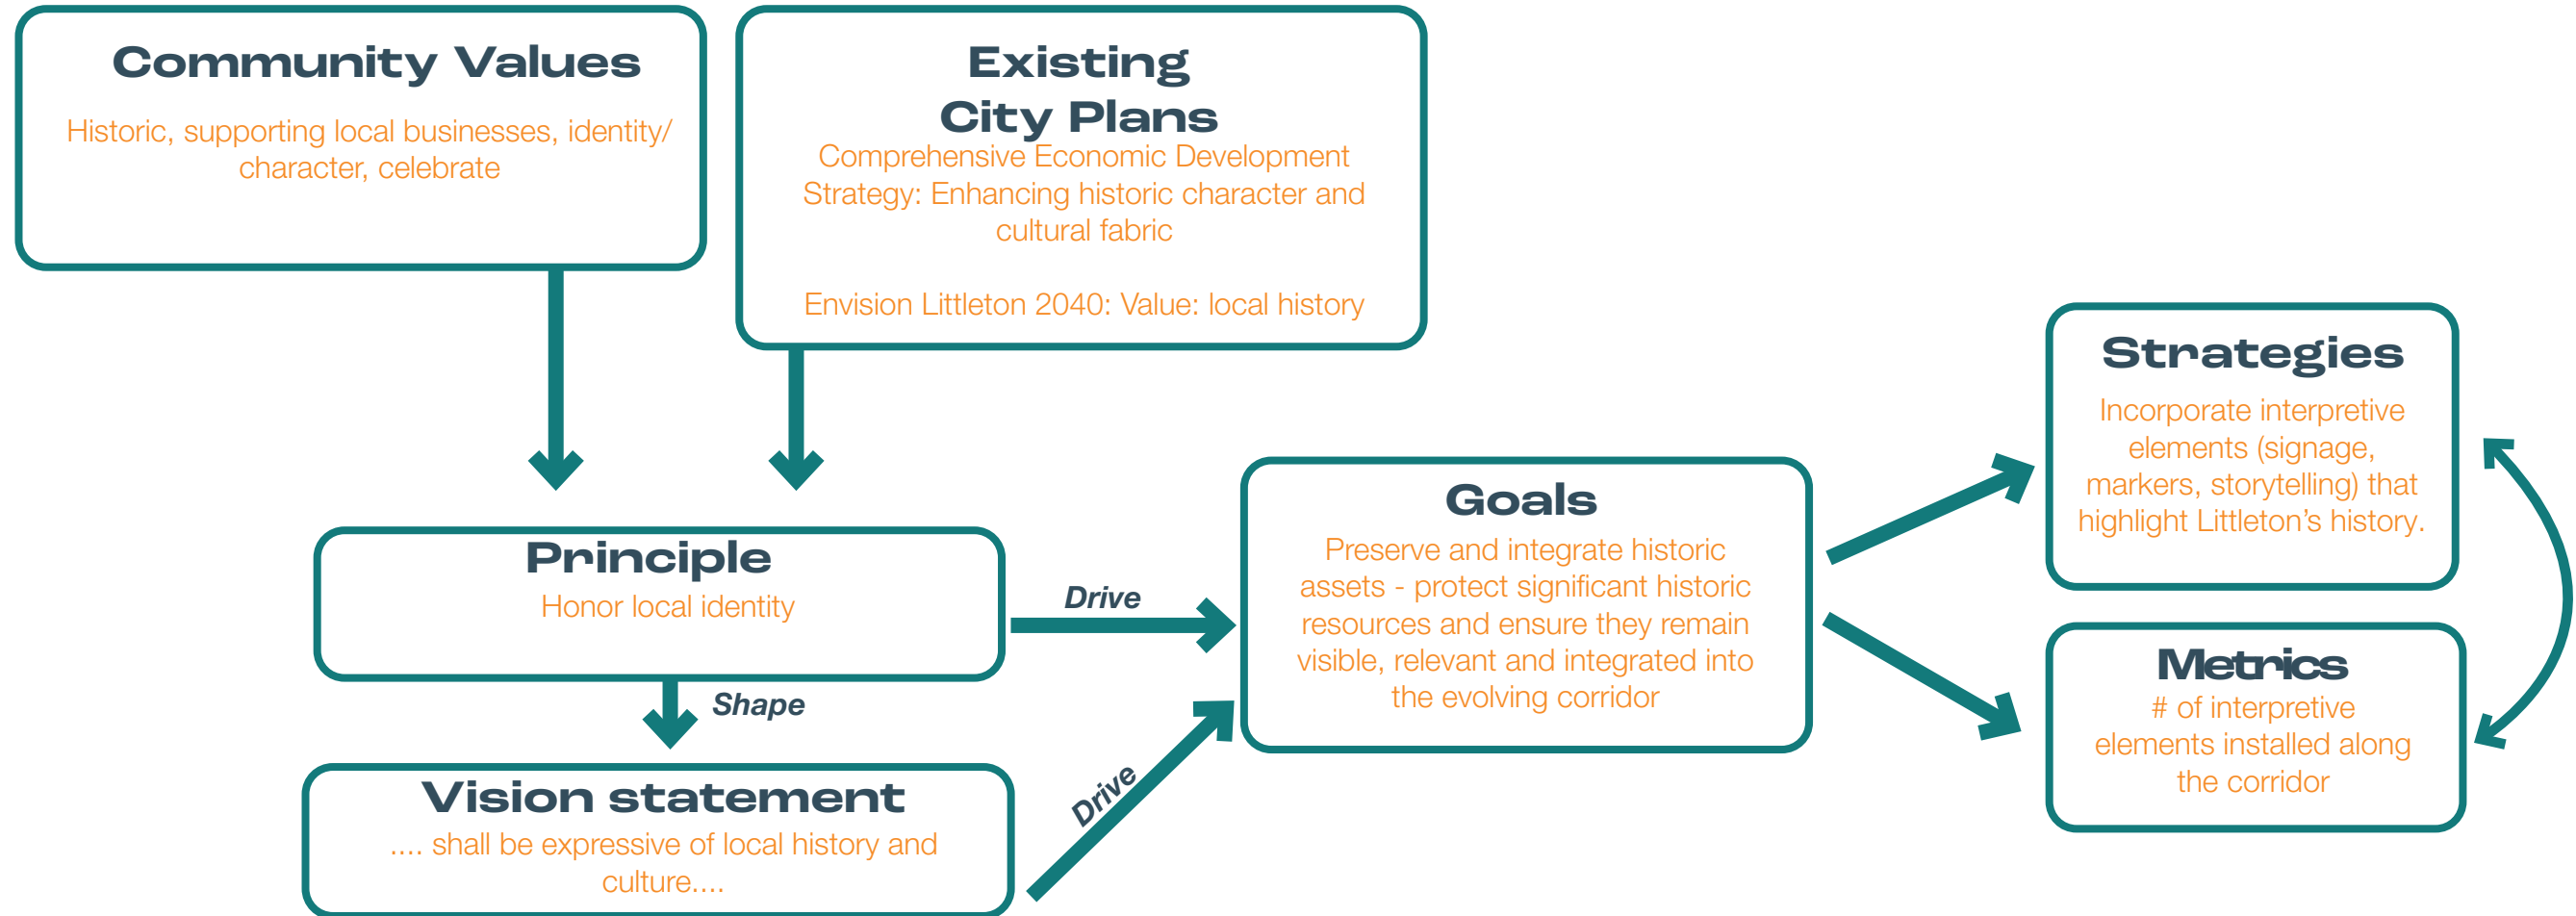 Community Values
Historic, supporting local businesses, identity/
character, celebrate
Existing
City Plans
Comprehensive Economic Development
Strategy: Enhancing historic character and
cultural fabric
Envision Littleton 2040: Value: local history
Principle
Honor local identity
Drive
Shape
Vision statement
.... shall be expressive of local history and
culture....
Drive
Goals
Preserve and integrate historic
assets - protect significant historic
resources and ensure they remain
visible, relevant and integrated into
the evolving corridor
Strategies
Incorporate interpretive
elements (signage,
markers, storytelling) that
highlight Littleton’s history.
Metrics
# of interpretive
elements installed along
the corridor